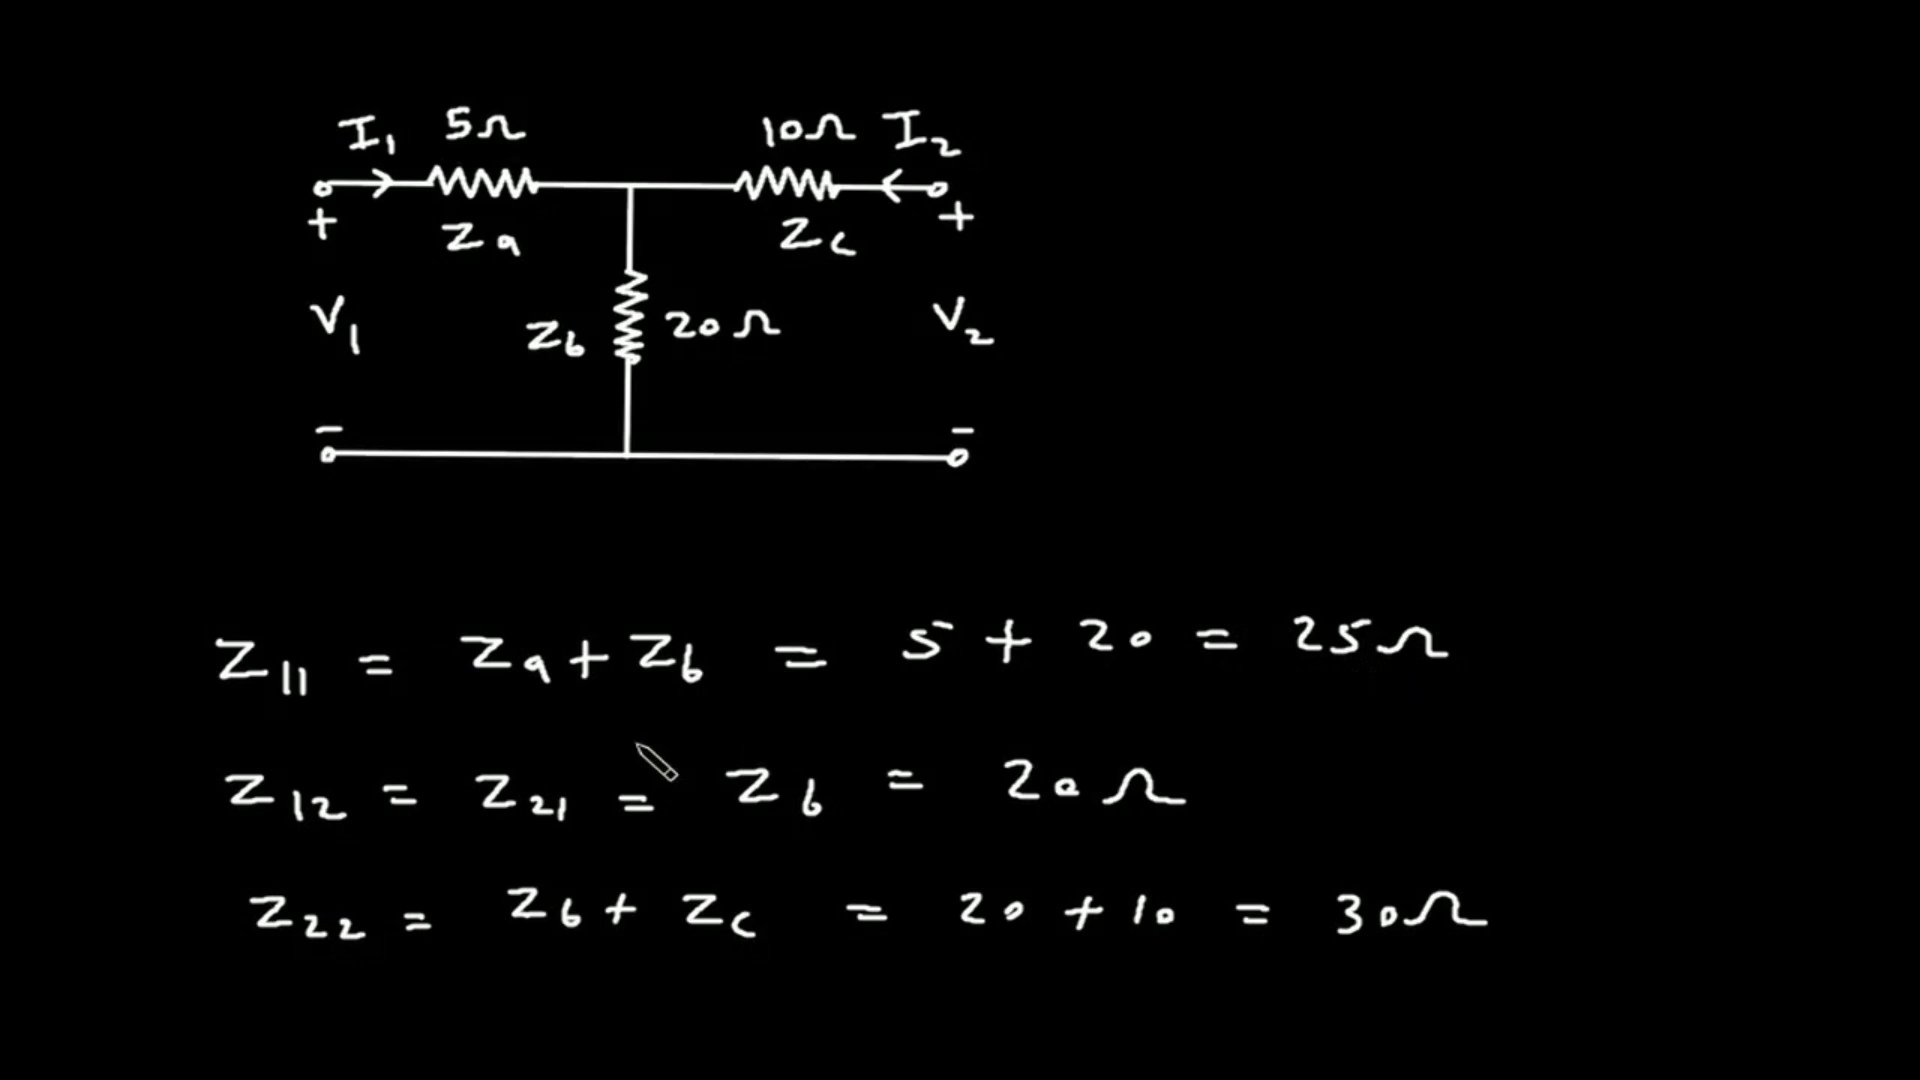 I₁ 5Ω 10Ω I₂
+ Za Zc +
V₁ Zb 20Ω V₂
- -
Z₁₁ = Za + Zb = 5 + 20 = 25Ω
Z₁₂ = Z₂₁ = Zb = 20Ω
Z₂₂ = Zb + Zc = 20 + 10 = 30Ω